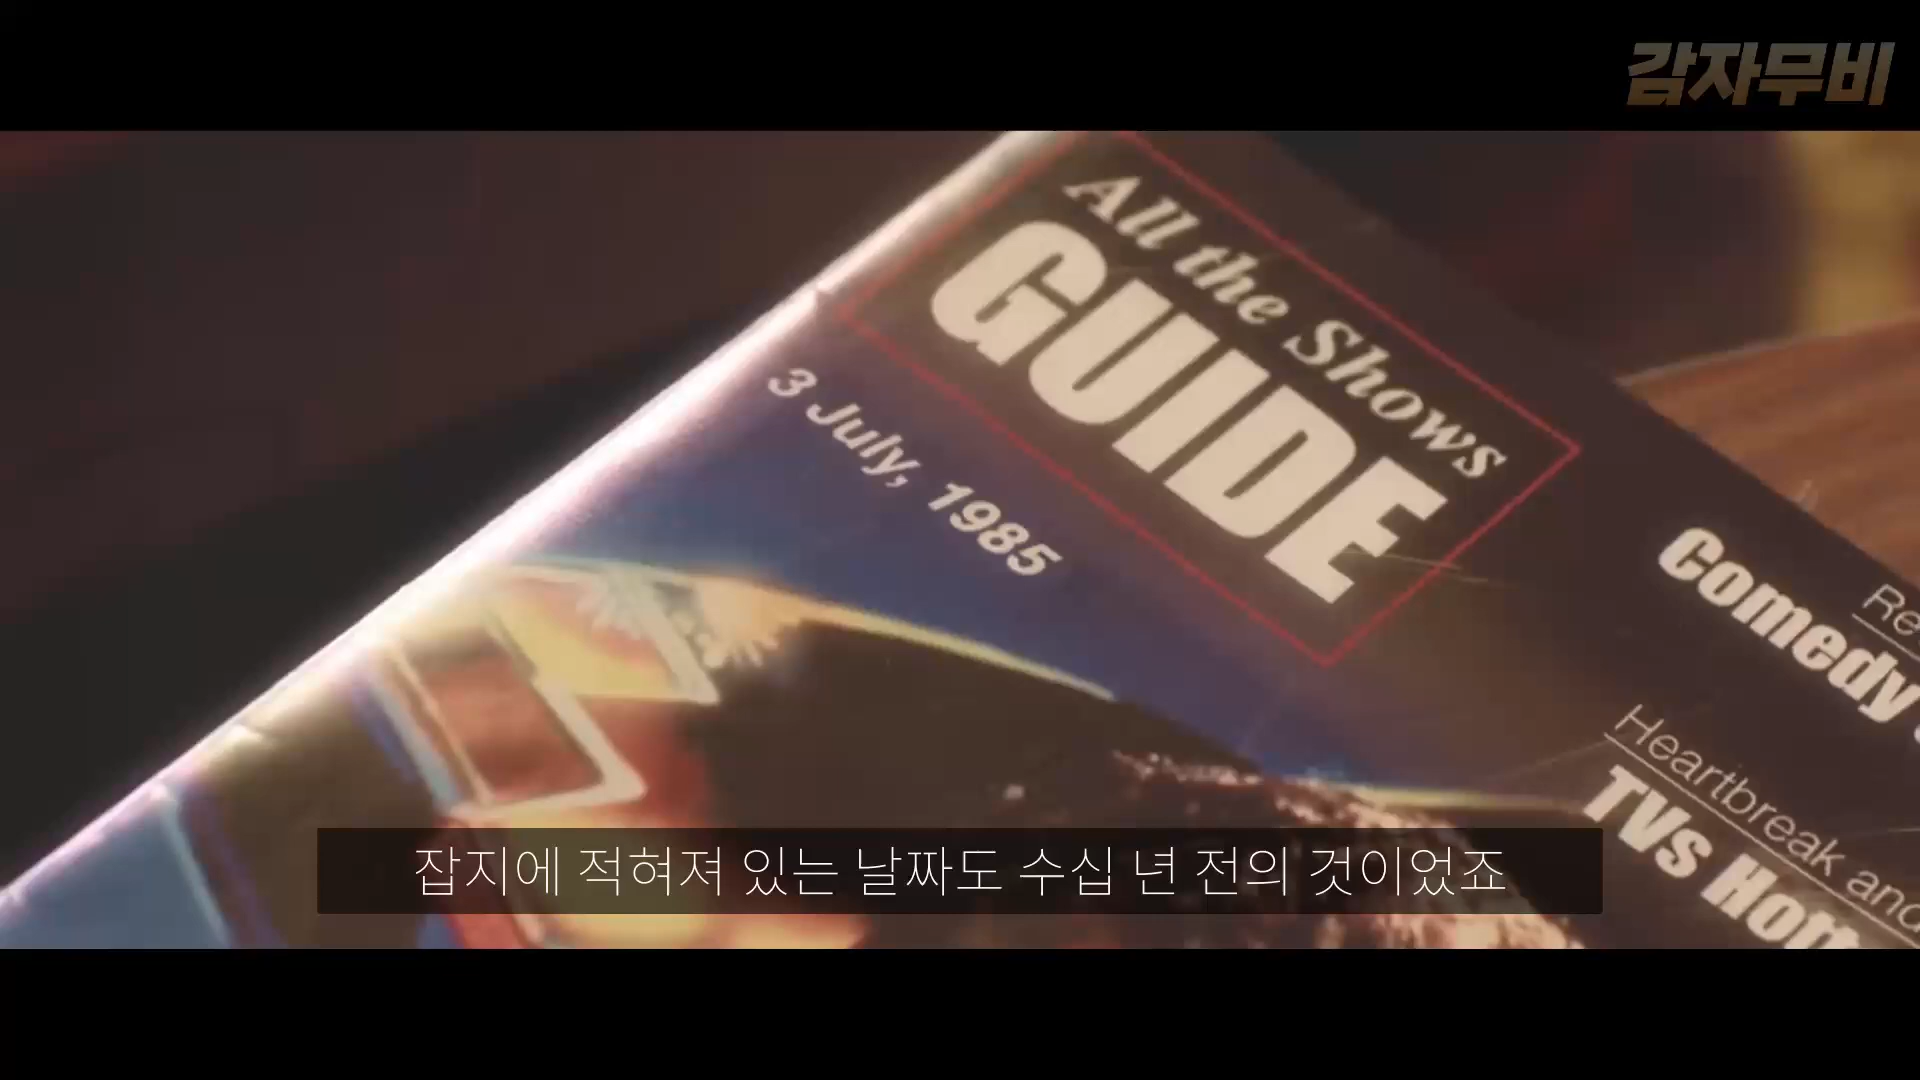 감자무비
All the Shows
GUIDE
3 July, 1985
Comedy
Heartbreak and
TVs
잡지에 적혀져 있는 날짜도 수십 년 전의 것이었죠